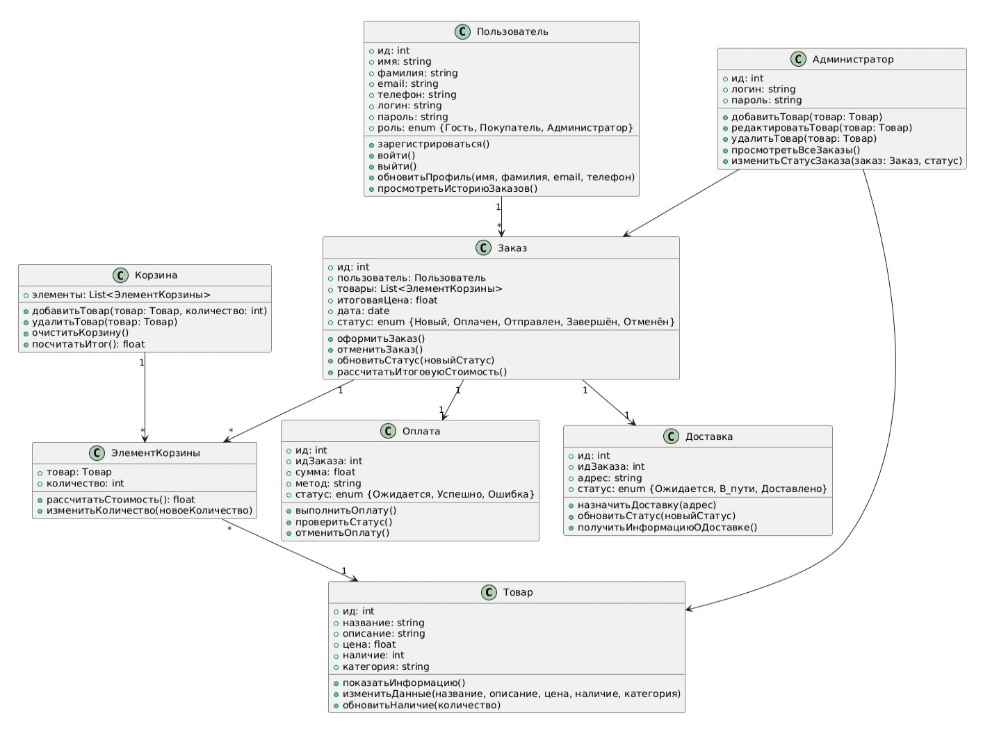 C Пользователь
ид: int
имя: string
фамилия: string
email: string
телефон: string
логин: string
пароль: string
роль: enum {Гость, Покупатель, Администратор}
зарегистрироваться()
войти()
выйти()
обновитьПрофиль(имя, фамилия, email, телефон)
просмотретьИсториюЗаказов()
C Администратор
ид: int
логин: string
пароль: string
добавитьТовар(товар: Товар)
редактироватьТовар(товар: Товар)
удалитьТовар(товар: Товар)
просмотретьВсеЗаказы()
изменитьСтатусЗаказа(заказ: Заказ, статус)
1
*
C Заказ
ид: int
пользователь: Пользователь
товары: List<ЭлементКорзины>
итоговаяЦена: float
дата: date
статус: enum {Новый, Оплачен, Отправлен, Завершён, Отменён}
оформитьЗаказ()
отменитьЗаказ()
обновитьСтатус(новыйСтатус)
рассчитатьИтоговуюСтоимость()
C Корзина
элементы: List<ЭлементКорзины>
добавитьТовар(товар: Товар, количество: int)
удалитьТовар(товар: Товар)
очиститьКорзину()
посчитатьИтог(): float
1
*
1
*
1
1
1
1
C ЭлементКорзины
товар: Товар
количество: int
рассчитатьСтоимость(): float
изменитьКоличество(новоеКоличество)
C Оплата
ид: int
идЗаказа: int
сумма: float
метод: string
статус: enum {Ожидается, Успешно, Ошибка}
выполнитьОплату()
проверитьСтатус()
отменитьОплату()
C Доставка
ид: int
идЗаказа: int
адрес: string
статус: enum {Ожидается, В_пути, Доставлено}
назначитьДоставку(адрес)
обновитьСтатус(новыйСтатус)
получитьИнформациюОДоставке()
*
1
C Товар
ид: int
название: string
описание: string
цена: float
наличие: int
категория: string
показатьИнформацию()
изменитьДанные(название, описание, цена, наличие, категория)
обновитьНаличие(количество)